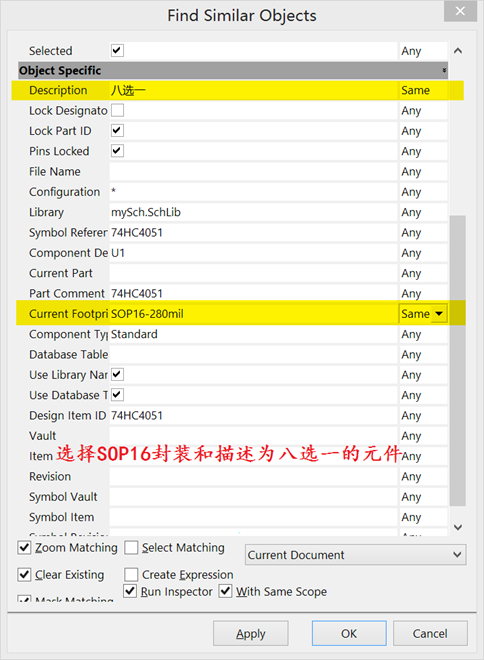 Find Similar Objects
Selected Any
Object Specific
Description 八选一 Same
Lock Designato Any
Lock Part ID Any
Pins Locked Any
File Name Any
Configuration * Any
Library mySch.SchLib Any
Symbol Referer 74HC4051 Any
Component De U1 Any
Current Part Any
Part Comment 74HC4051 Any
Current Footpri SOP16-280mil Same
Component Typ Standard Any
Database Table Any
Use Library Nar Any
Use Database T Any
Design Item ID 74HC4051 Any
Vault Any
Item 选择SOP16封装和描述为八选一的元件 Any
Revision Any
Symbol Vault Any
Symbol Item Any
Symbol Revision Any
Zoom Matching Select Matching Current Document
Clear Existing Create Expression
Mask Matching Run Inspector With Same Scope
Apply OK Cancel